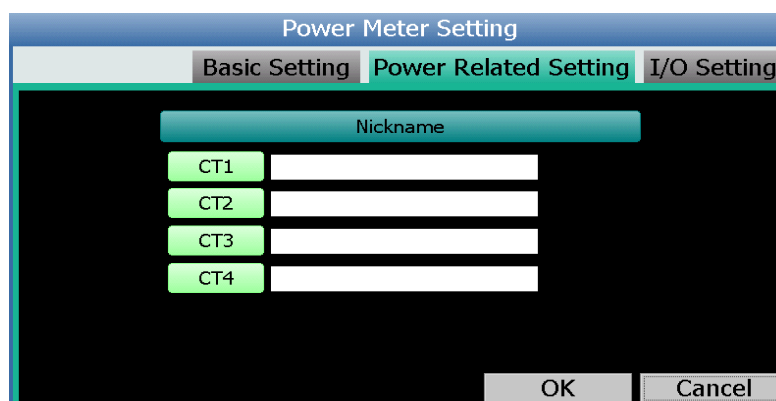 Power Meter Setting
Basic Setting Power Related Setting I/O Setting
Nickname
CT1
CT2
CT3
CT4
OK Cancel